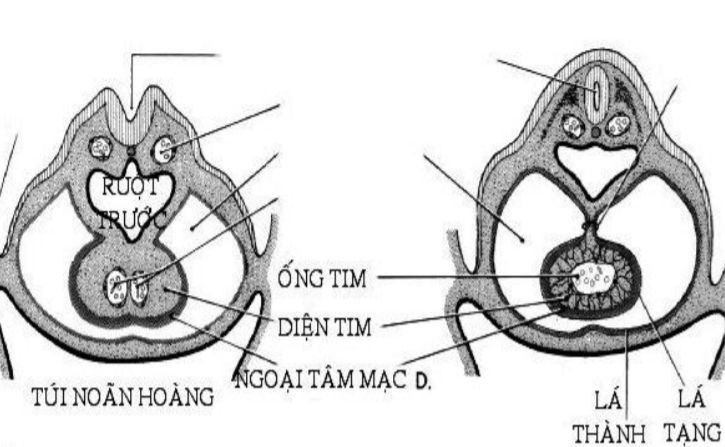 RUỘT
TRƯỚC
ỐNG TIM
DIỆN TIM
NGOẠI TÂM MẠC D.
TÚI NOÃN HOÀNG
LÁ
THÀNH
LÁ
TẠNG